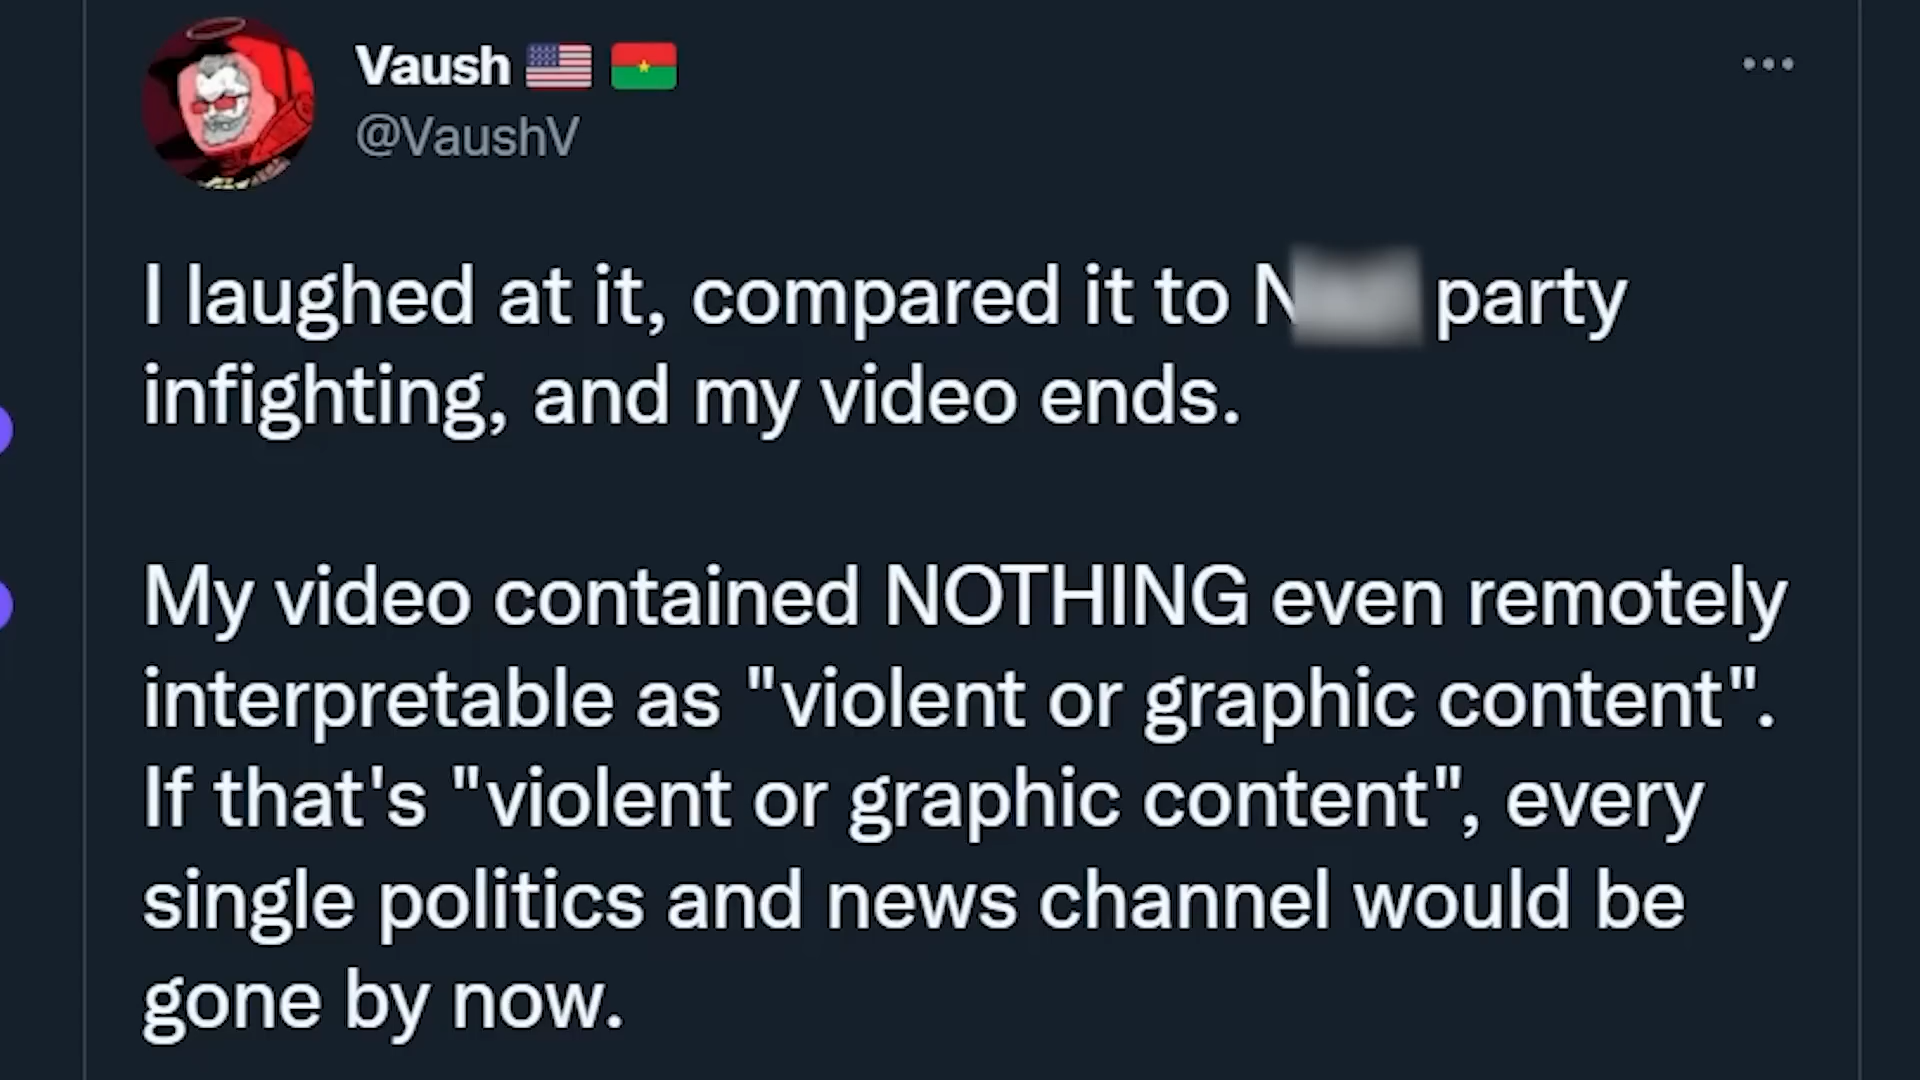 Vaush
@VaushV
I laughed at it, compared it to N party
infighting, and my video ends.
My video contained NOTHING even remotely
interpretable as "violent or graphic content".
If that's "violent or graphic content", every
single politics and news channel would be
gone by now.